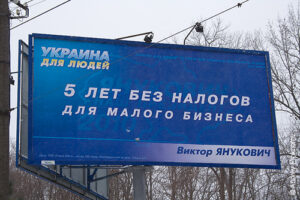 УКРАИНА
ДЛЯ ЛЮДЕЙ
5 ЛЕТ БЕЗ НАЛОГОВ
ДЛЯ МАЛОГО БИЗНЕСА
Виктор ЯНУКОВИЧ